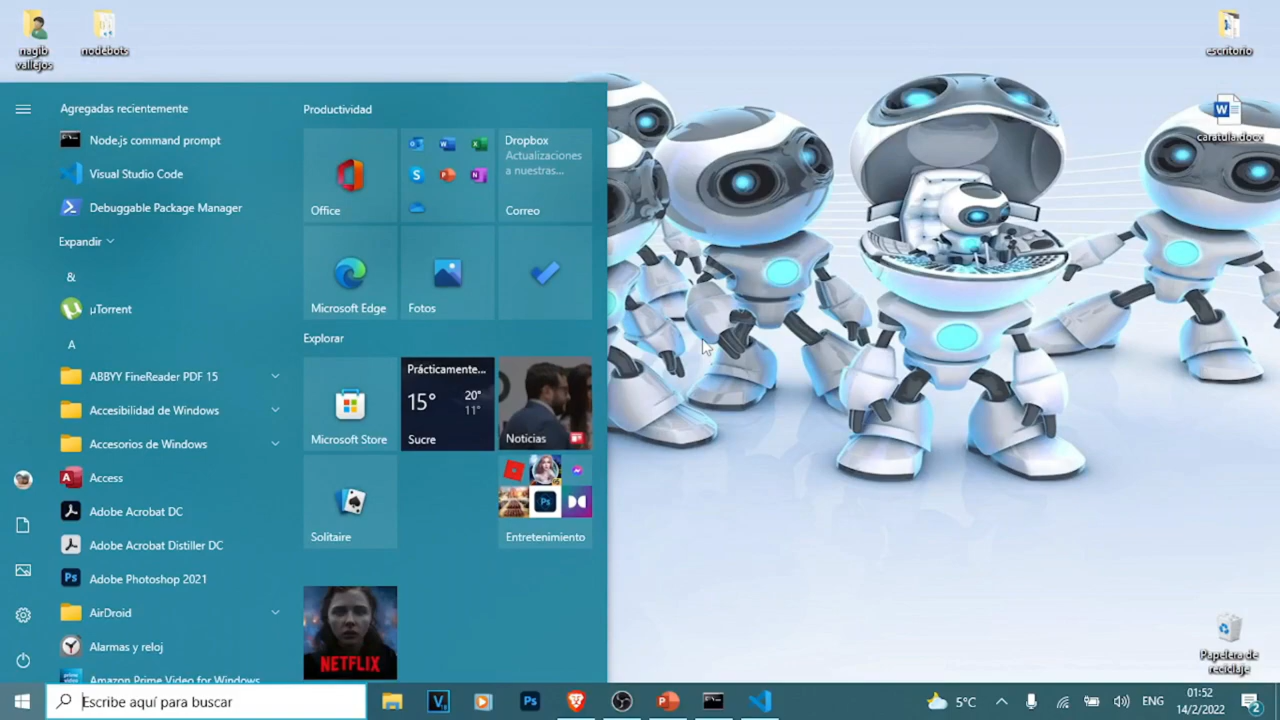 nagib
vallejos
nodebots
escritorio
caratula.docx
Papelera de
reciclaje
Agregadas recientemente
Node.js command prompt
Visual Studio Code
Debuggable Package Manager
Expandir
&
µTorrent
A
ABBYY FineReader PDF 15
Accesibilidad de Windows
Accesorios de Windows
Access
Adobe Acrobat DC
Adobe Acrobat Distiller DC
Adobe Photoshop 2021
AirDroid
Alarmas y reloj
Amazon Prime Video for Windows
Productividad
Office
Dropbox
Actualizaciones
a nuestras...
Correo
Microsoft Edge
Fotos
Explorar
Microsoft Store
Prácticamente...
15°
20°
11°
Sucre
Noticias
Solitaire
Entretenimiento
NETFLIX
Escribe aquí para buscar
5°C
ENG
01:52
14/2/2022
2